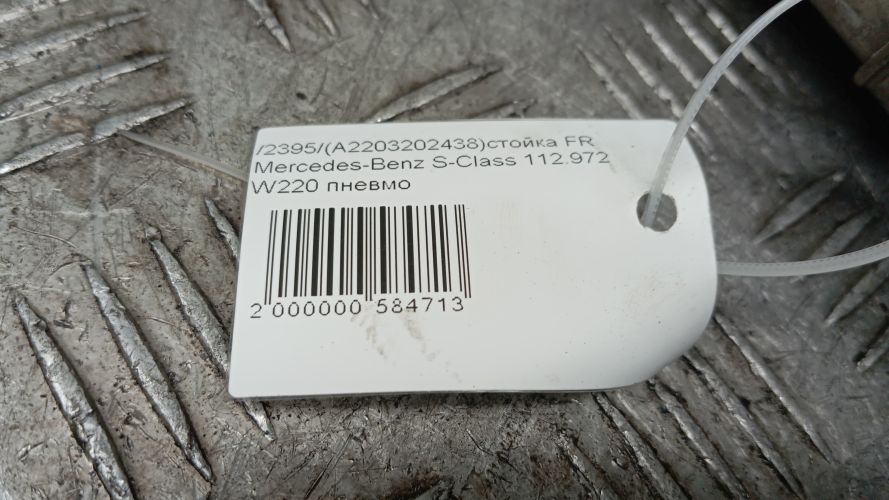 /2395/(A2203202438)стойка FR
Mercedes-Benz S-Class 112.972
W220 пневмо
2 000000 584713